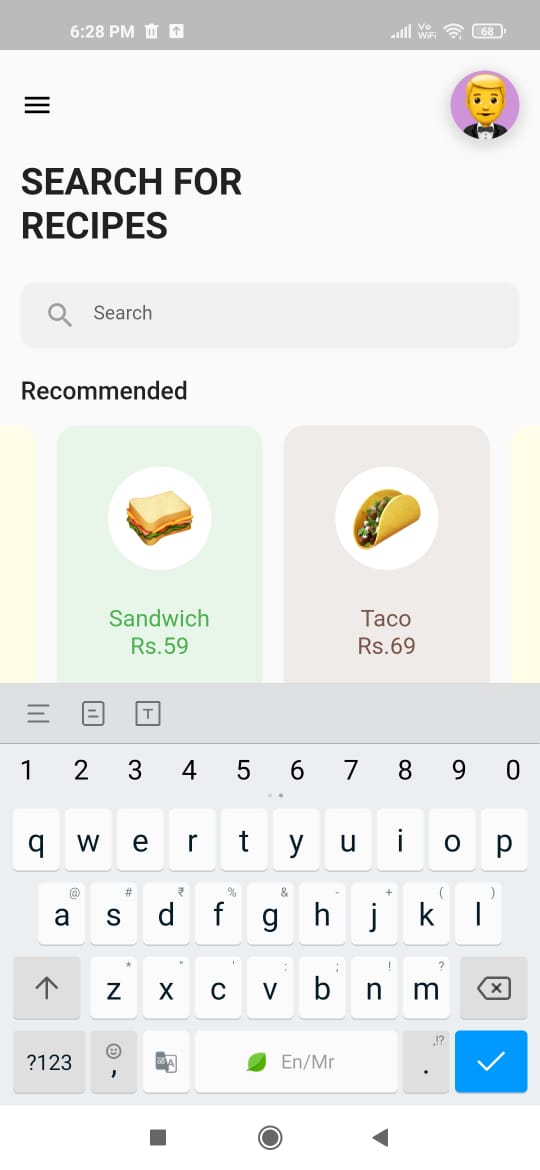 6:28 PM
Vo
WiFi
68
SEARCH FOR
RECIPES
Search
Recommended
Sandwich
Rs.59
Taco
Rs.69
T
1 2 3 4 5 6 7 8 9 0
q w e r t y u i o p
@ # ₹ % & - + ( )
a s d f g h j k l
* " ' : ; ! ?
z x c v b n m
,!?
?123 , En/Mr .